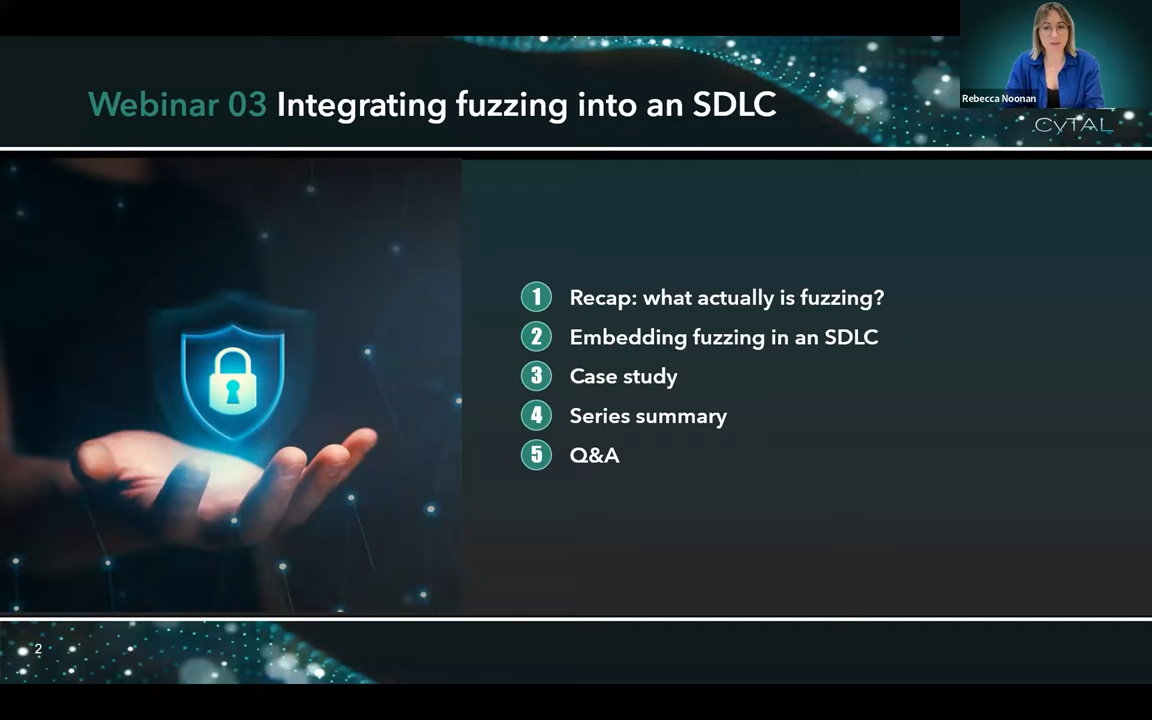 Webinar 03 Integrating fuzzing into an SDLC
Rebecca Noonan
CyTAL
1 Recap: what actually is fuzzing?
2 Embedding fuzzing in an SDLC
3 Case study
4 Series summary
5 Q&A
2